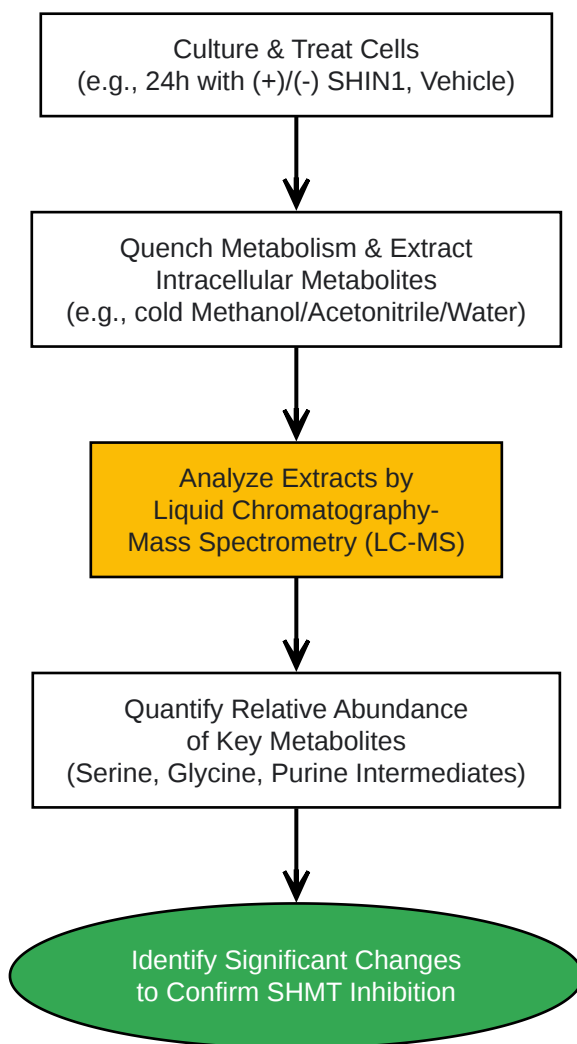 Culture & Treat Cells
(e.g., 24h with (+)/(-) SHIN1, Vehicle)
Quench Metabolism & Extract
Intracellular Metabolites
(e.g., cold Methanol/Acetonitrile/Water)
Analyze Extracts by
Liquid Chromatography-
Mass Spectrometry (LC-MS)
Quantify Relative Abundance
of Key Metabolites
(Serine, Glycine, Purine Intermediates)
Identify Significant Changes
to Confirm SHMT Inhibition